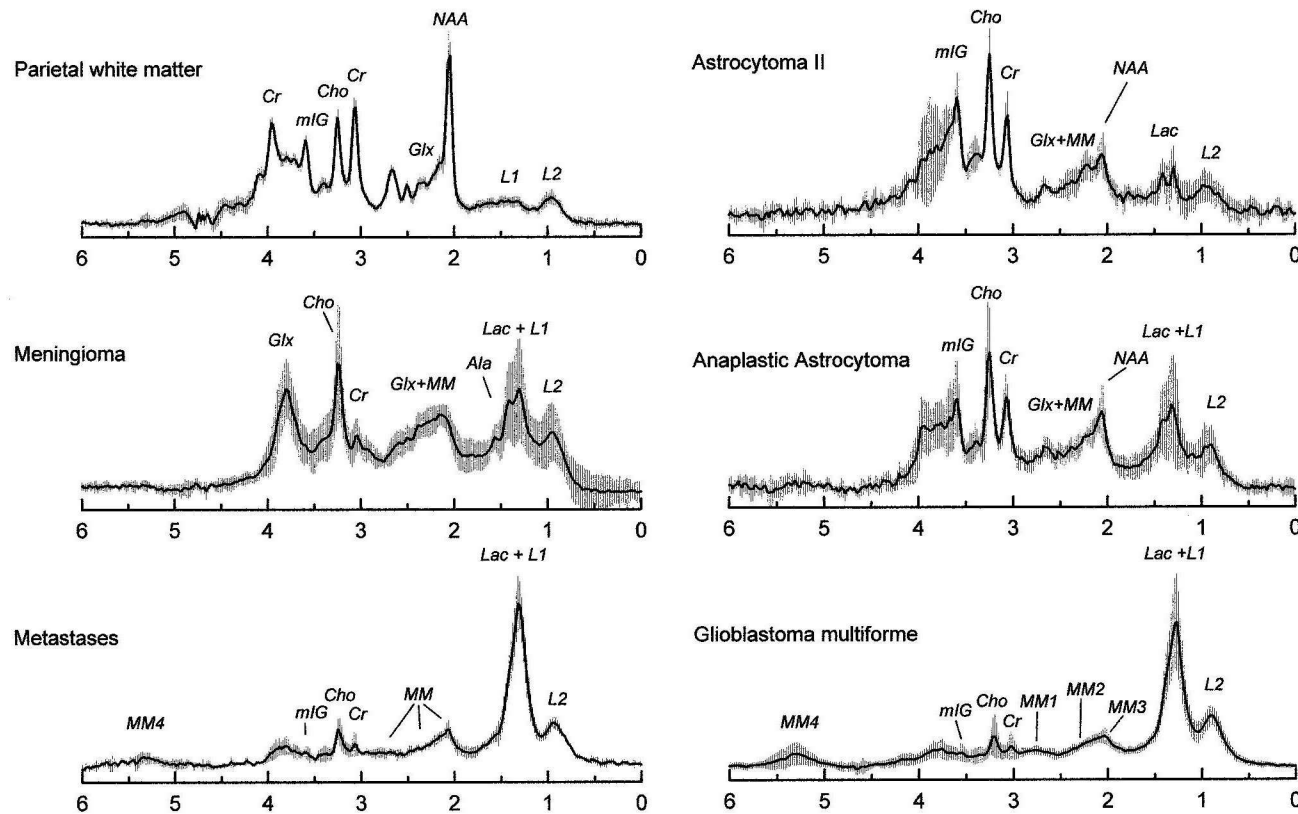 Parietal white matter
Cr
mIG
Cho
Cr
Glx
NAA
L1
L2
6 5 4 3 2 1 0
Astrocytoma II
mIG
Cho
Cr
Glx+MM
NAA
Lac
L2
6 5 4 3 2 1 0
Meningioma
Glx
Cho
Cr
Glx+MM
Ala
Lac + L1
L2
6 5 4 3 2 1 0
Anaplastic Astrocytoma
mIG
Cho
Cr
Glx+MM
NAA
Lac +L1
L2
6 5 4 3 2 1 0
Metastases
MM4
mIG
Cho
Cr
MM
Lac + L1
L2
6 5 4 3 2 1 0
Glioblastoma multiforme
MM4
mIG
Cho
Cr
MM1
MM2
MM3
Lac +L1
L2
6 5 4 3 2 1 0